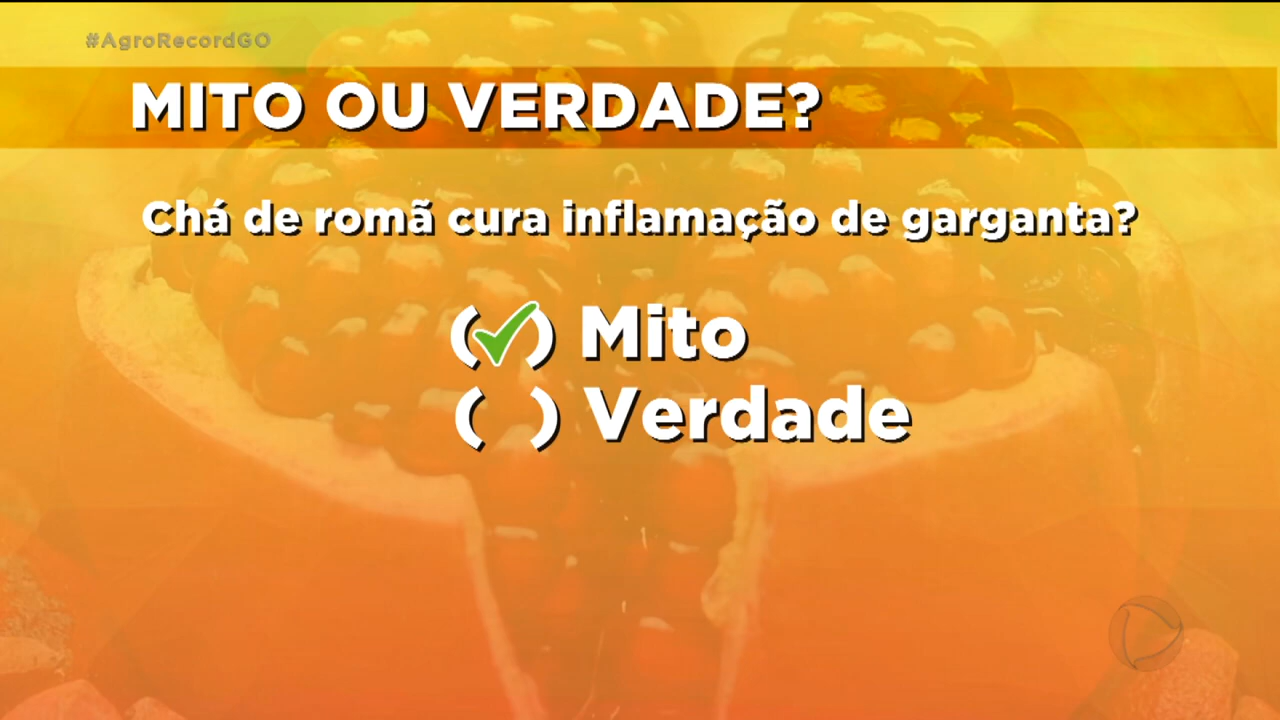 #AgroRecordGO
MITO OU VERDADE?
Chá de romã cura inflamação de garganta?
(✓) Mito
( ) Verdade